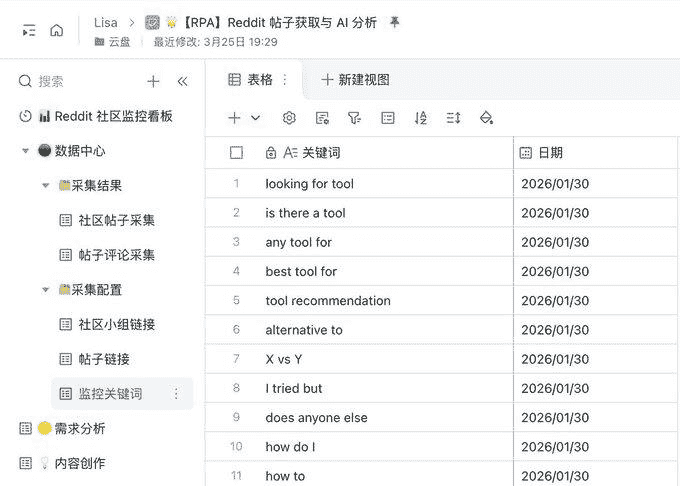 Lisa > 【RPA】Reddit 帖子获取与 AI 分析
云盘 | 最近修改: 3月25日 19:29
搜索
Reddit 社区监控看板
数据中心
采集结果
社区帖子采集
帖子评论采集
采集配置
社区小组链接
帖子链接
监控关键词
需求分析
内容创作
表格
新建视图
关键词 日期
1 looking for tool 2026/01/30
2 is there a tool 2026/01/30
3 any tool for 2026/01/30
4 best tool for 2026/01/30
5 tool recommendation 2026/01/30
6 alternative to 2026/01/30
7 X vs Y 2026/01/30
8 I tried but 2026/01/30
9 does anyone else 2026/01/30
10 how do I 2026/01/30
11 how to 2026/01/30